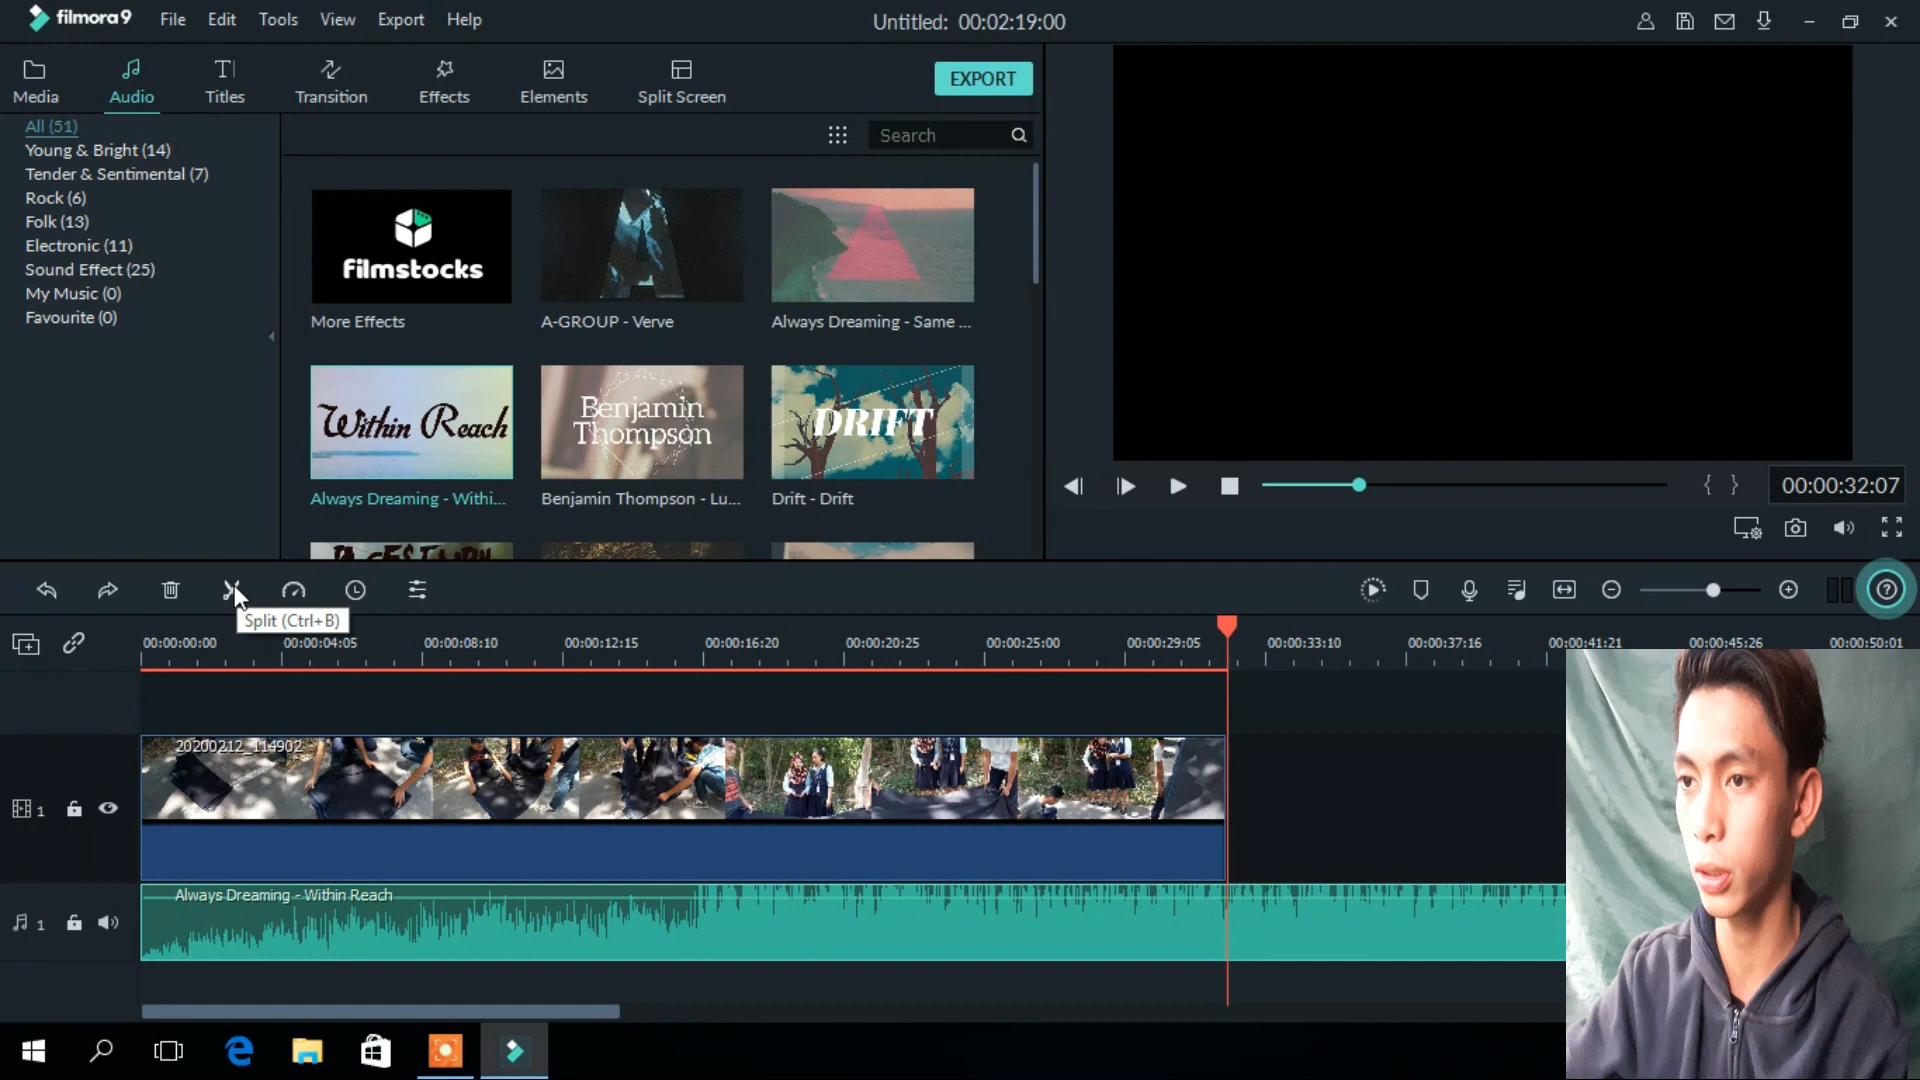 filmora9 File Edit Tools View Export Help Untitled: 00:02:19:00
Media Audio Titles Transition Effects Elements Split Screen EXPORT
All (51)
Young & Bright (14)
Tender & Sentimental (7)
Rock (6)
Folk (13)
Electronic (11)
Sound Effect (25)
My Music (0)
Favourite (0)
Search
filmstocks
More Effects
A-GROUP - Verve
Always Dreaming - Same ...
Within Reach
Always Dreaming - Withi...
Benjamin
Thompson
Benjamin Thompson - Lu...
DRIFT
Drift - Drift
00:00:32:07
Split (Ctrl+B)
00:00:00:00 00:00:04:05 00:00:08:10 00:00:12:15 00:00:16:20 00:00:20:25 00:00:25:00 00:00:29:05 00:00:33:10 00:00:37:16 00:00:41:21 00:00:45:26 00:00:50:01
20200212_114902
1
Always Dreaming - Within Reach
1